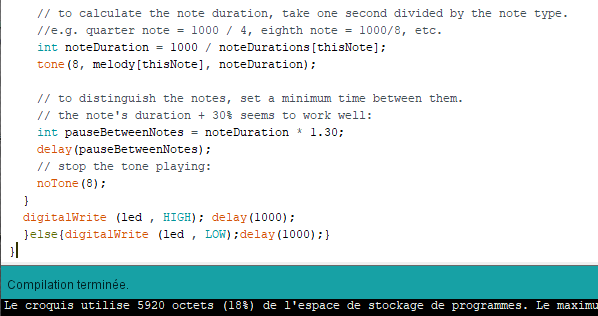 // to calculate the note duration, take one second divided by the note type.
//e.g. quarter note = 1000 / 4, eighth note = 1000/8, etc.
int noteDuration = 1000 / noteDurations[thisNote];
tone(8, melody[thisNote], noteDuration);
// to distinguish the notes, set a minimum time between them.
// the note's duration + 30% seems to work well:
int pauseBetweenNotes = noteDuration * 1.30;
delay(pauseBetweenNotes);
// stop the tone playing:
noTone(8);
}
digitalWrite (led , HIGH); delay(1000);
}else{digitalWrite (led , LOW);delay(1000);}
}
Compilation terminée.
Le croquis utilise 5920 octets (18%) de l'espace de stockage de programmes. Le